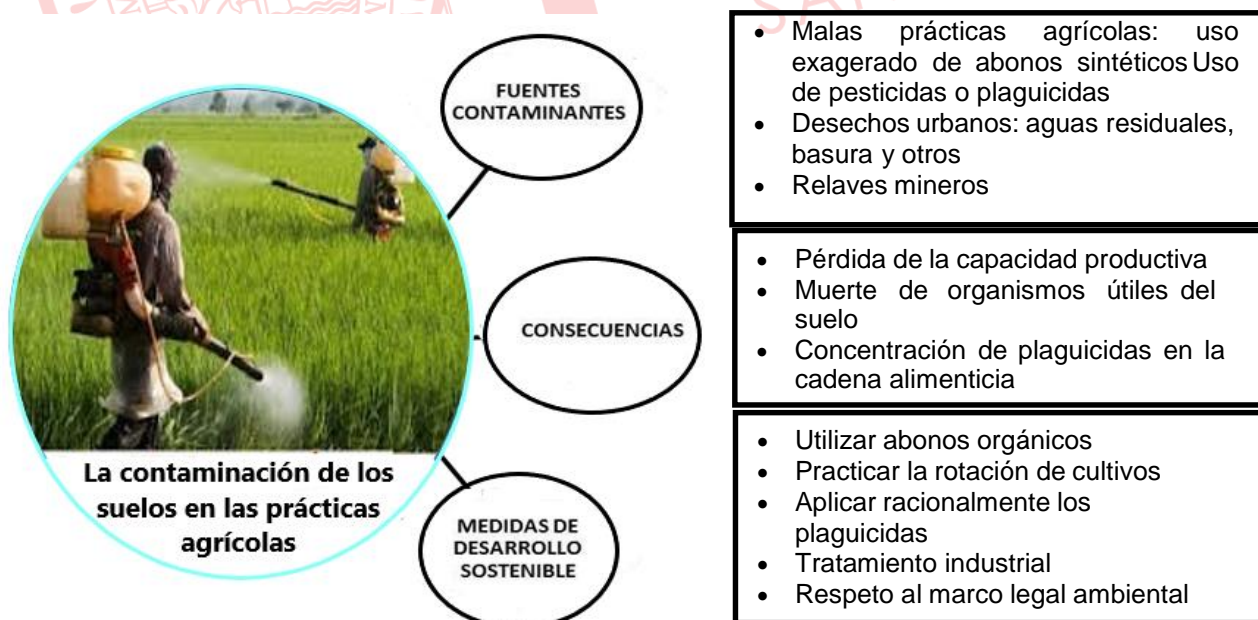 FUENTES
CONTAMINANTES
• Malas prácticas agrícolas: uso
exagerado de abonos sintéticos Uso
de pesticidas o plaguicidas
• Desechos urbanos: aguas residuales,
basura y otros
• Relaves mineros
CONSECUENCIAS
• Pérdida de la capacidad productiva
• Muerte de organismos útiles del
suelo
• Concentración de plaguicidas en la
cadena alimenticia
La contaminación de los
suelos en las prácticas
agrícolas
MEDIDAS DE
DESARROLLO
SOSTENIBLE
• Utilizar abonos orgánicos
• Practicar la rotación de cultivos
• Aplicar racionalmente los
plaguicidas
• Tratamiento industrial
• Respeto al marco legal ambiental